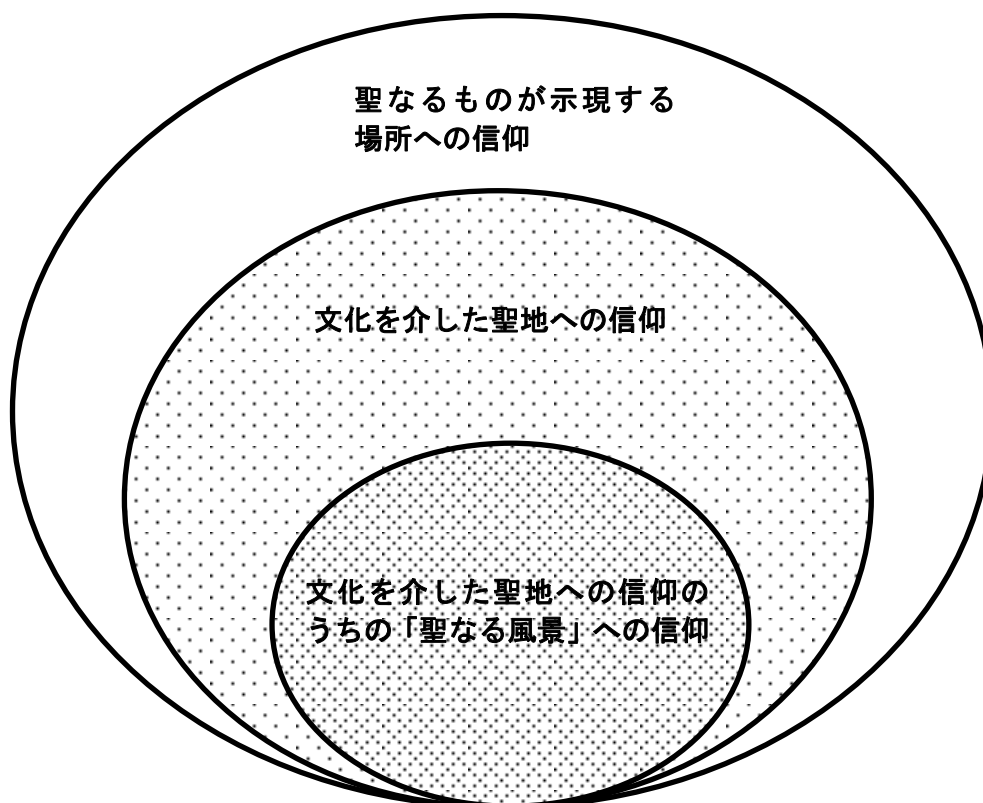 聖なるものが示現する
場所への信仰
文化を介した聖地への信仰
文化を介した聖地への信仰の
うちの「聖なる風景」への信仰